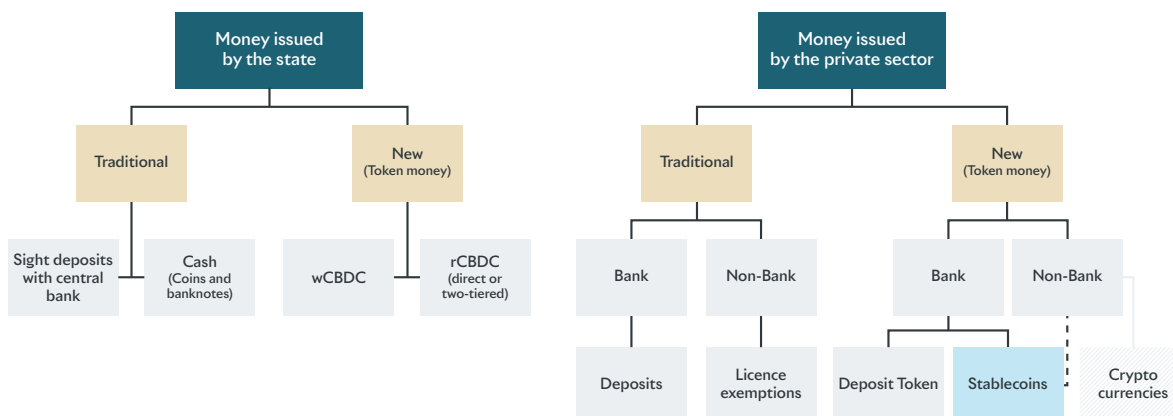 Money issued
by the state
Traditional
New
(Token money)
Sight deposits
with central
bank
Cash
(Coins and
banknotes)
wCBDC
rCBDC
(direct or
two-tiered)
Money issued
by the private sector
Traditional
New
(Token money)
Bank
Non-Bank
Bank
Non-Bank
Deposits
Licence
exemptions
Deposit Token
Stablecoins
Crypto
currencies